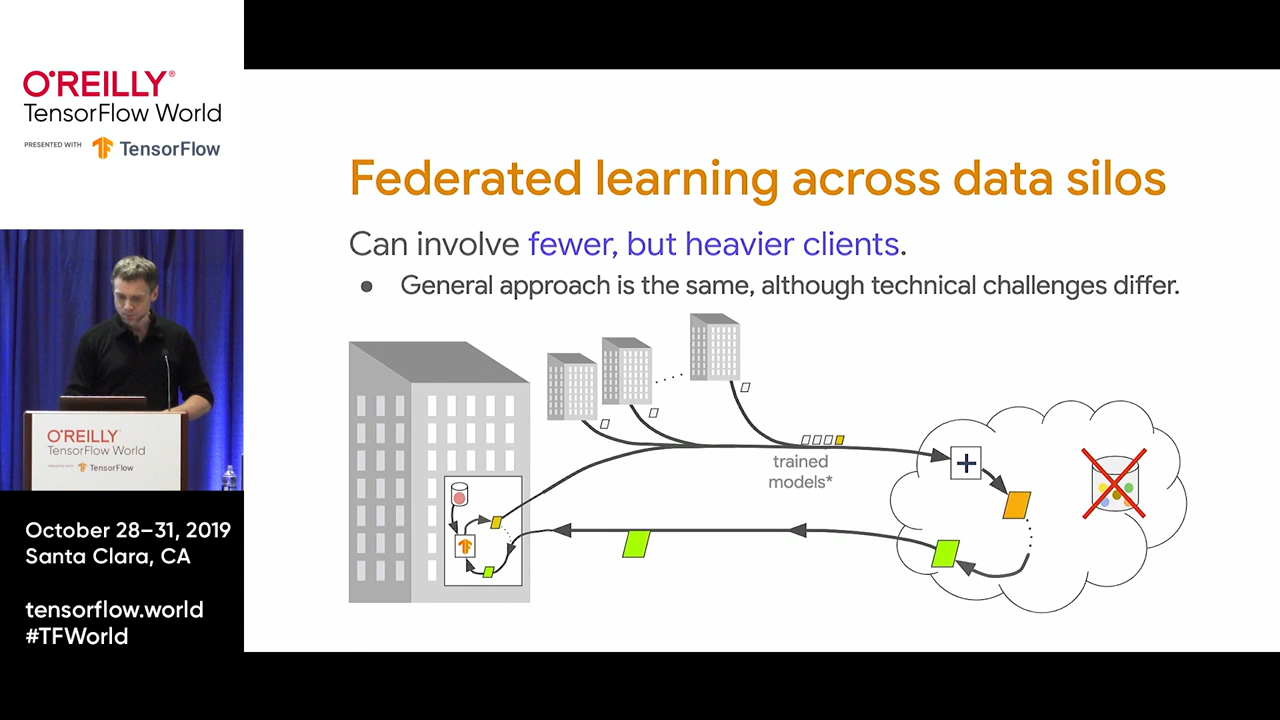 O'REILLY®
TensorFlow World
PRESENTED WITH TensorFlow
Federated learning across data silos
Can involve fewer, but heavier clients.
● General approach is the same, although technical challenges differ.
trained
models*
O'REILLY
TensorFlow World
PRESENTED WITH TensorFlow
October 28–31, 2019
Santa Clara, CA
tensorflow.world
#TFWorld